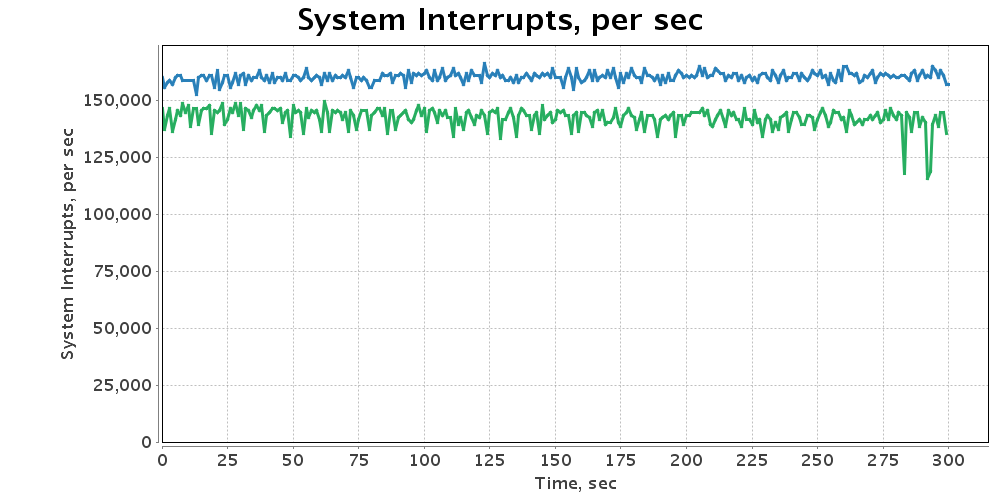 System Interrupts, per sec
System Interrupts, per sec
150,000
125,000
100,000
75,000
50,000
25,000
0
0 25 50 75 100 125 150 175 200 225 250 275 300
Time, sec